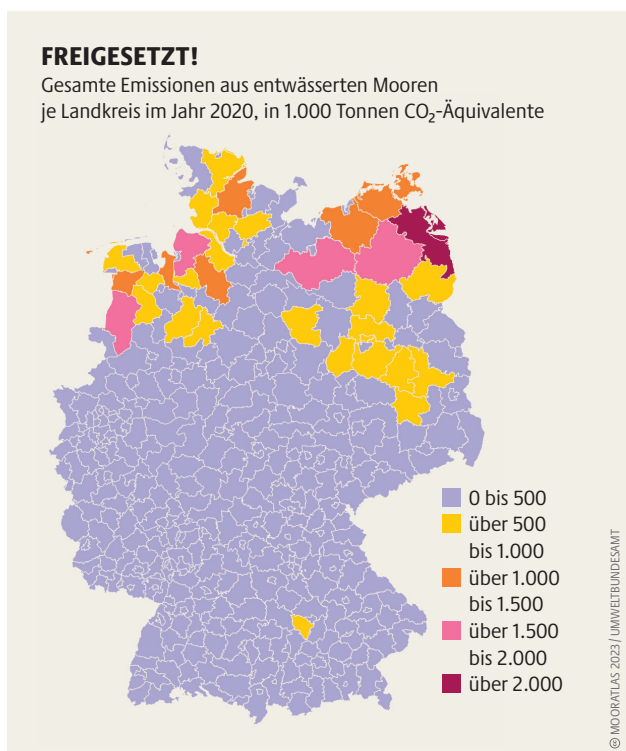 FREIGESETZT!
Gesamte Emissionen aus entwässerten Mooren
je Landkreis im Jahr 2020, in 1.000 Tonnen CO₂-Äquivalente
0 bis 500
über 500
bis 1.000
über 1.000
bis 1.500
über 1.500
bis 2.000
über 2.000
© MOORATLAS 2023 / UMWELTBUNDESAMT